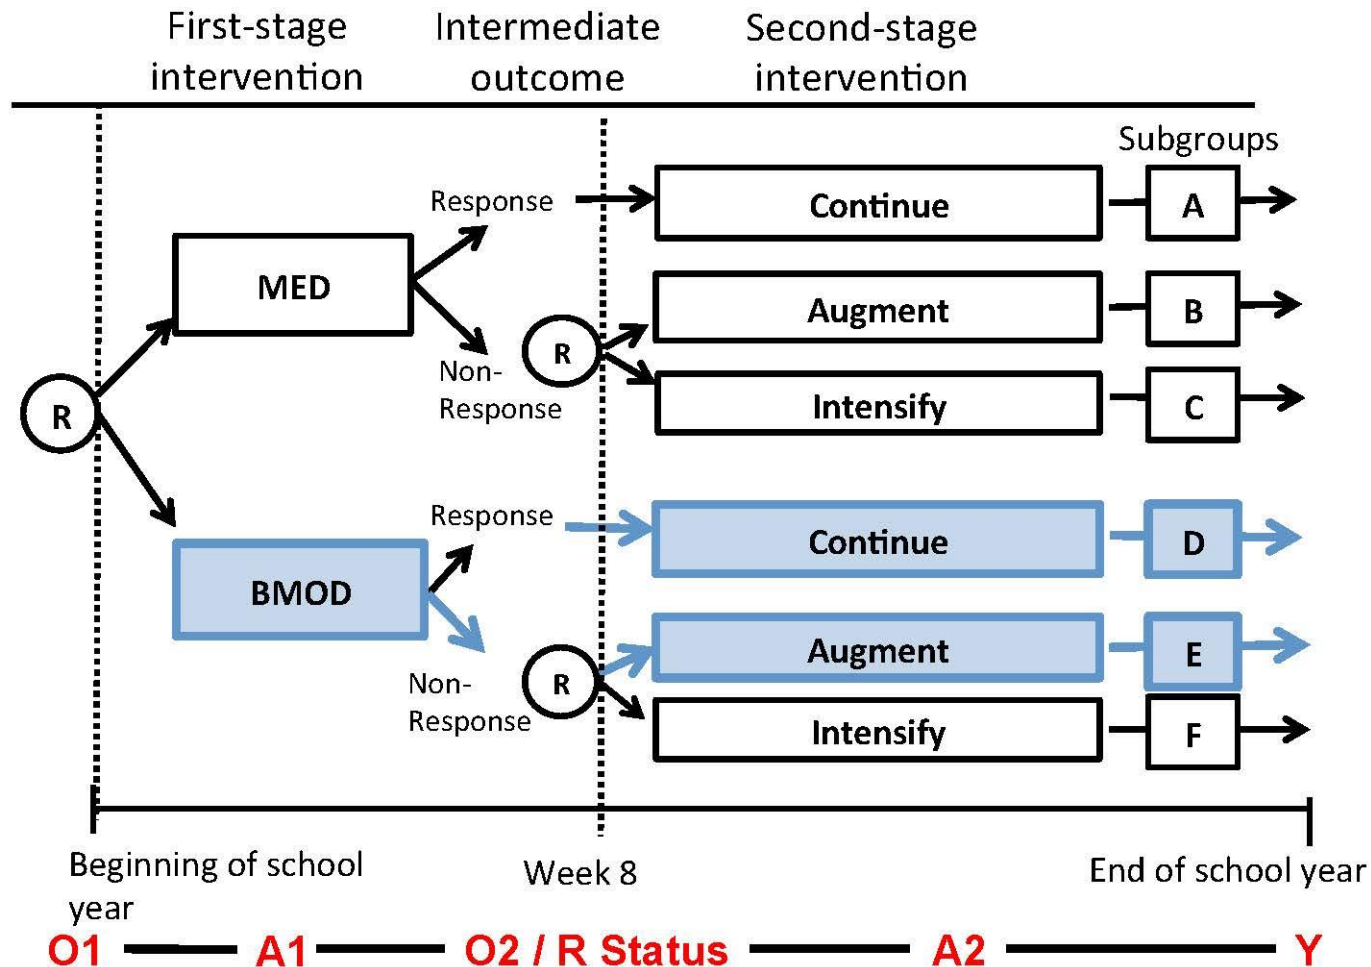 First-stage
intervention
Intermediate
outcome
Second-stage
intervention
Subgroups
Response
Continue
A
MED
Augment
B
R
Non-
Response
Intensify
C
R
Response
Continue
D
BMOD
Augment
E
R
Non-
Response
Intensify
F
Beginning of school
year
Week 8
End of school year
O1
A1
O2 / R Status
A2
Y